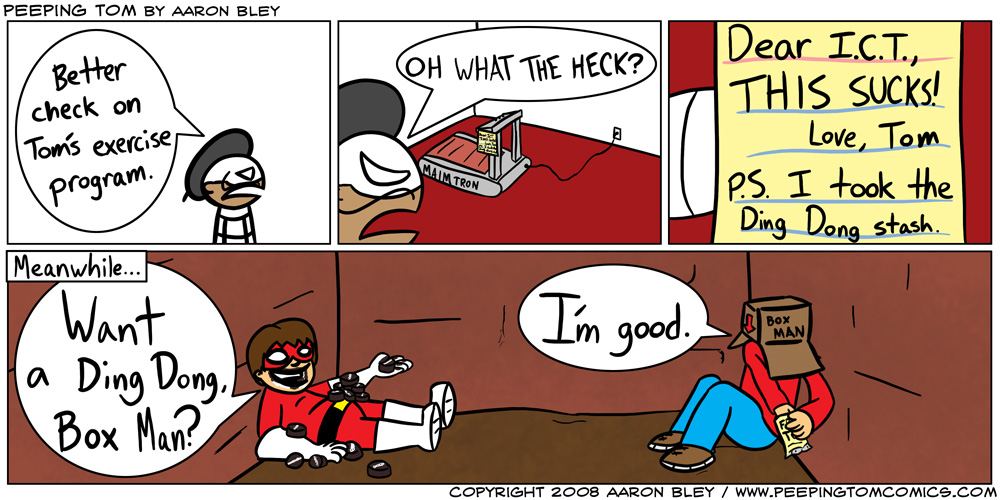 PEEPING TOM BY AARON BLEY
Better
check on
Tom's exercise
program.
OH WHAT THE HECK?
MAIMTRON
Dear I.C.T.,
THIS SUCKS!
Love, Tom
P.S. I took the
Ding Dong stash.
Meanwhile...
Want
a Ding Dong,
Box Man?
I'm good.
BOX
MAN
COPYRIGHT 2008 AARON BLEY / WWW.PEEPINGTOMCOMICS.COM